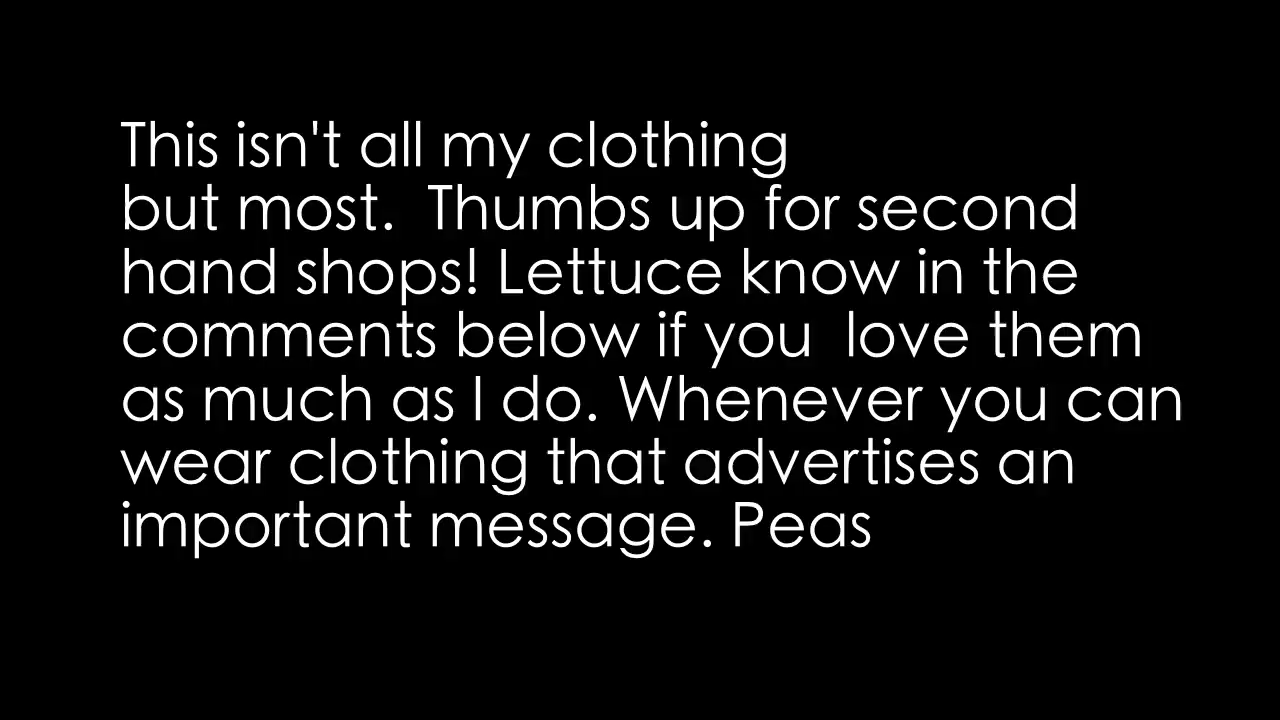 This isn't all my clothing
but most.  Thumbs up for second
hand shops! Lettuce know in the
comments below if you  love them
as much as I do. Whenever you can
wear clothing that advertises an
important message. Peas